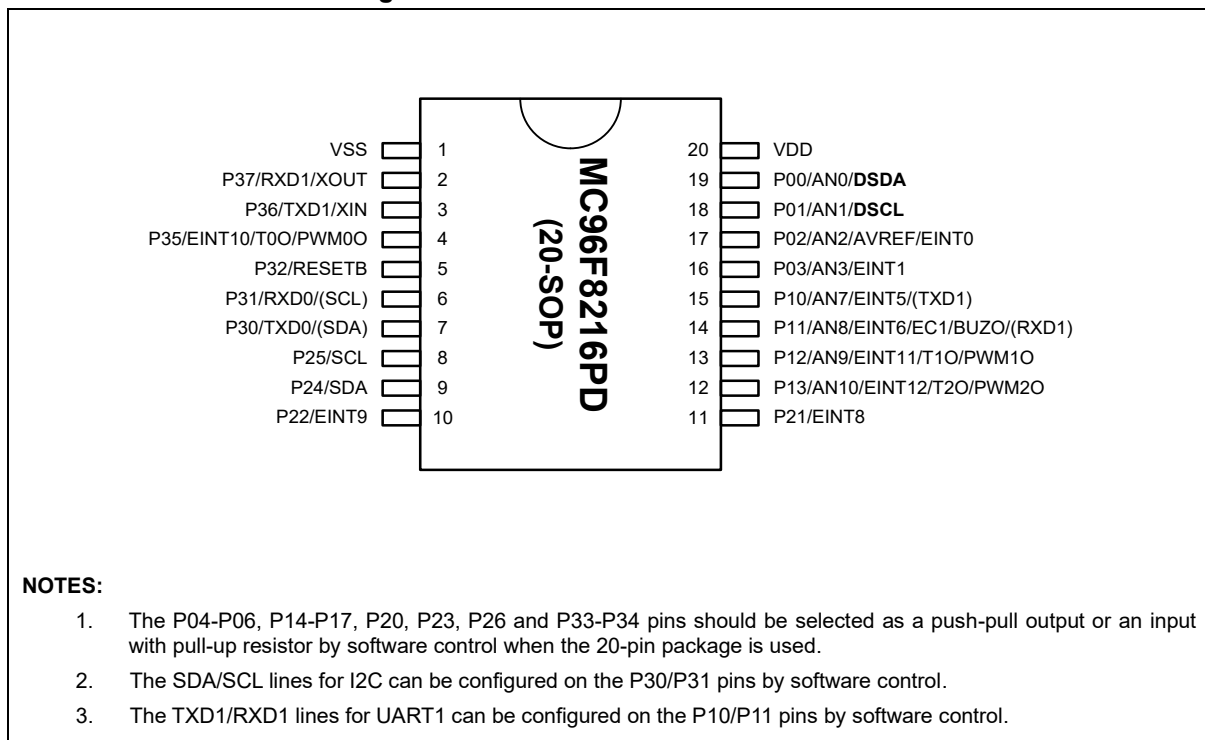 VSS 1 20 VDD
P37/RXD1/XOUT 2 19 P00/AN0/DSDA
P36/TXD1/XIN 3 18 P01/AN1/DSCL
P35/EINT10/T0O/PWM0O 4 17 P02/AN2/AVREF/EINT0
P32/RESETB 5 16 P03/AN3/EINT1
P31/RXD0/(SCL) 6 15 P10/AN7/EINT5/(TXD1)
P30/TXD0/(SDA) 7 14 P11/AN8/EINT6/EC1/BUZO/(RXD1)
P25/SCL 8 13 P12/AN9/EINT11/T1O/PWM1O
P24/SDA 9 12 P13/AN10/EINT12/T2O/PWM2O
P22/EINT9 10 11 P21/EINT8
MC96F8216PD
(20-SOP)
NOTES:
1. The P04-P06, P14-P17, P20, P23, P26 and P33-P34 pins should be selected as a push-pull output or an input
with pull-up resistor by software control when the 20-pin package is used.
2. The SDA/SCL lines for I2C can be configured on the P30/P31 pins by software control.
3. The TXD1/RXD1 lines for UART1 can be configured on the P10/P11 pins by software control.